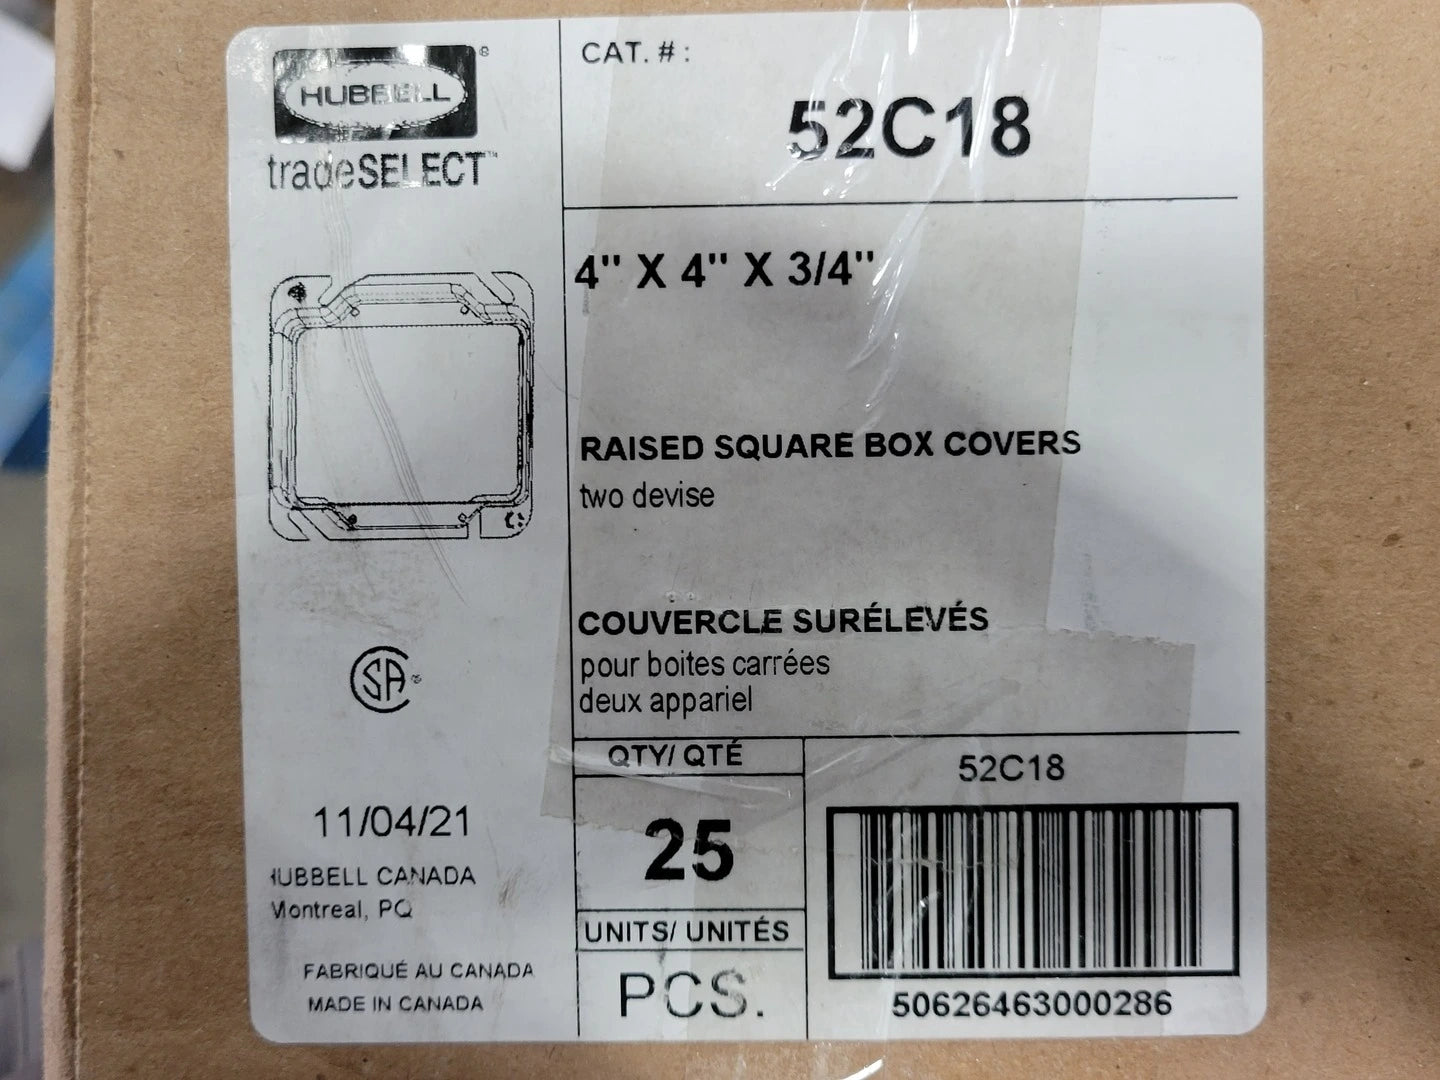 HUBBELL®
tradeSELECT™
CAT. # :
52C18
4" X 4" X 3/4"
RAISED SQUARE BOX COVERS
two devise
COUVERCLE SURÉLEVÉS
pour boites carrées
deux appariel
CSA®
11/04/21
HUBBELL CANADA
Montreal, PQ
FABRIQUÉ AU CANADA
MADE IN CANADA
QTY/ QTÉ
25
UNITS/ UNITÉS
PCS.
52C18
50626463000286